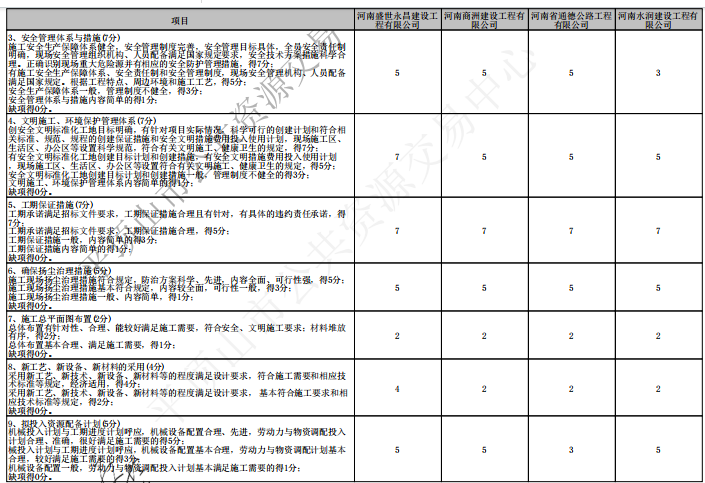 项目
河南盛世永昌建设工程有限公司
河南商洲建设工程有限公司
河南省通德公路工程有限公司
河南水润建设工程有限公司
3、安全管理体系与措施(7分)
施工安全生产保障体系健全，安全管理制度完善，安全管理目标具体，全员安全责任制
明确，现场安全管理组织机构、人员配备满足国家规定要求，安全技术方案措施科学合
理。正确识别现场重大危险源并有相应的安全防护管理措施，得7分；
有施工安全生产保障体系、安全责任制和安全管理制度，现场安全管理机构、人员配备
满足国家规定。根据工程特点、周边环境和施工工艺，得5分；
安全生产保障体系一般，管理制度不健全，得3分；
安全管理体系与措施内容简单的得1分；
缺项得0分。
5
5
5
3
4、文明施工、环境保护管理体系(7分)
创安全文明标准化工地目标明确，有针对项目实际情况，科学可行的创建计划和符合相
关标准、规范、规程的创建保证措施和安全文明措施费用投入使用计划，现场施工区、
生活区、办公区等设置科学规范，符合有关文明施工、健康卫生的规定，得7分；
有安全文明标准化工地创建目标计划和创建措施，有安全文明措施费用投入使用计划
，现场施工区、生活区、办公区等设置符合有关文明施工、健康卫生的规定，得5分；
安全文明标准化工地创建目标计划和创建措施一般，管理制度不健全的得3分；
文明施工、环境保护管理体系内容简单的得1分；
缺项得0分。
7
5
5
5
5、工期保证措施(7分)
工期承诺满足招标文件要求，工期保证措施合理且有针对，有具体的违约责任承诺，得
7分；
工期承诺满足招标文件要求，工期保证措施合理，得5分；
工期保证措施一般，内容简单的得3分；
工期保证措施内容简单的得1分；
缺项得0分。
7
7
7
7
6、确保扬尘治理措施(5分)
施工现场扬尘治理措施符合规定，防治方案科学、先进、内容全面、可行性强，得5分；
施工现场扬尘治理措施基本符合规定，内容较全面，可行性一般，得3分；
施工现场扬尘治理措施一般、内容简单，得1分；
缺项得0分。
5
5
5
5
7、施工总平面图布置(2分)
总体布置有针对性、合理、能较好满足施工需要，符合安全、文明施工要求；材料堆放
有序，得2分；
总体布置基本合理、满足施工需要，得1分；
缺项得0分。
2
2
2
2
8、新工艺、新设备、新材料的采用(4分)
采用新工艺、新技术、新设备、新材料等的程度满足设计要求，符合施工需要和相应技
术标准等规定，经济适用，得4分；
采用新工艺、新技术、新设备、新材料等的程度满足设计要求， 基本符合施工要求和相
应技术标准等规定，得2分；
缺项得0分。
4
2
2
2
9、拟投入资源配备计划(5分)
机械投入计划与工期进度计划呼应，机械设备配置合理、先进，劳动力与物资调配投入
计划合理、准确，很好满足施工需要的得5分；
械投入计划与工期进度计划呼应，机械设备配置基本合理，劳动力与物资调配计划基本
合理，较好满足施工需要的得3分；
机械设备配置一般，劳动力与物资调配投入计划基本满足施工需要的得1分；
缺项得0分。
5
5
3
5
平顶山市公共资源交易中心